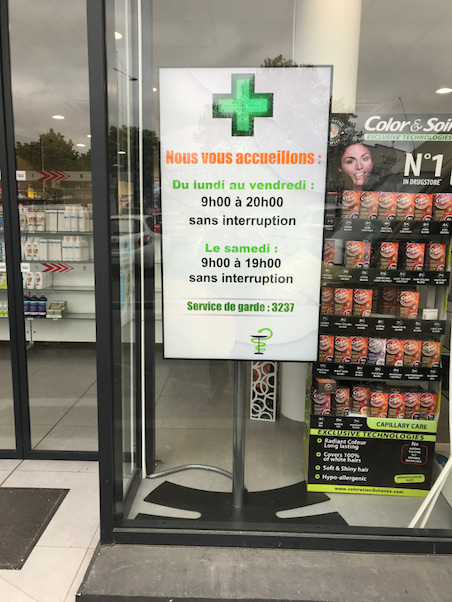 Nous vous accueillons :
Du lundi au vendredi :
9h00 à 20h00
sans interruption
Le samedi :
9h00 à 19h00
sans interruption
Service de garde : 3237
Color & Soin
EXCLUSIVE TECHNOLOGIES
N°1
IN DRUGSTORE
CAPILLARY CARE
EXCLUSIVE TECHNOLOGIES
Radiant Colour
Long lasting
Covers 100%
of white hairs
Soft & Shiny hair
Hypo-allergenic
No